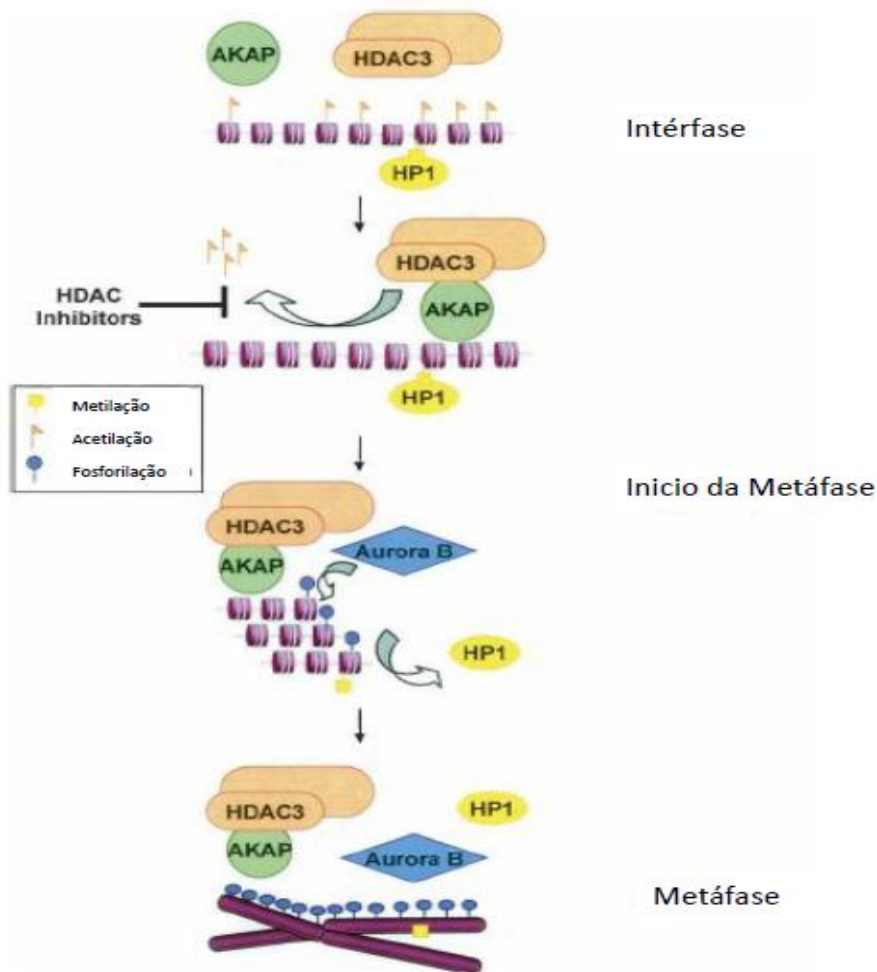 AKAP
HDAC3
Intérfase
HP1
HDAC3
HDAC
Inhibitors
AKAP
HP1
Metilação
Acetilação
Fosforilação
Inicio da Metáfase
HDAC3
Aurora B
AKAP
HP1
HDAC3
HP1
AKAP
Aurora B
Metáfase